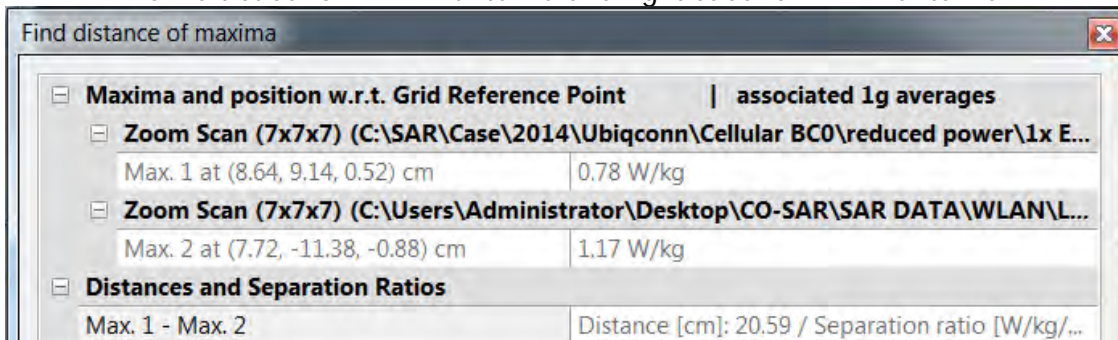 Find distance of maxima
Maxima and position w.r.t. Grid Reference Point | associated 1g averages
Zoom Scan (7x7x7) (C:\SAR\Case\2014\Ubiqconn\Cellular BC0\reduced power\1x E...
Max. 1 at (8.64, 9.14, 0.52) cm 0.78 W/kg
Zoom Scan (7x7x7) (C:\Users\Administrator\Desktop\CO-SAR\SAR DATA\WLAN\L...
Max. 2 at (7.72, -11.38, -0.88) cm 1.17 W/kg
Distances and Separation Ratios
Max. 1 - Max. 2 Distance [cm]: 20.59 / Separation ratio [W/kg/...